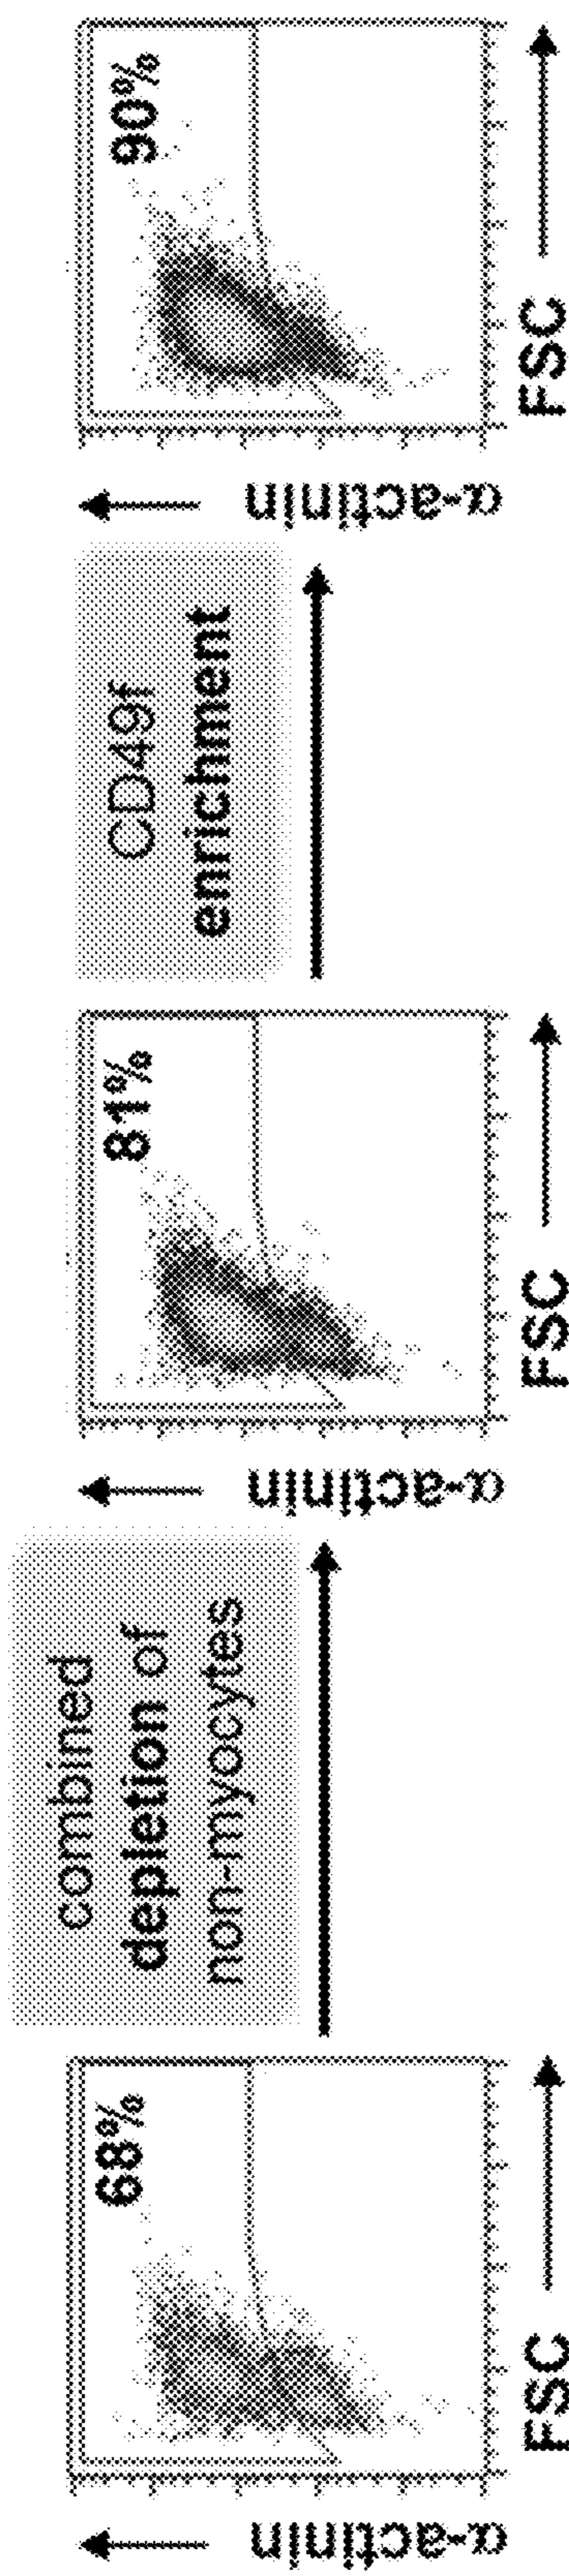 α-actinin
68%
FSC
combined
depletion of
non-myocytes
α-actinin
81%
FSC
CD49f
enrichment
α-actinin
90%
FSC